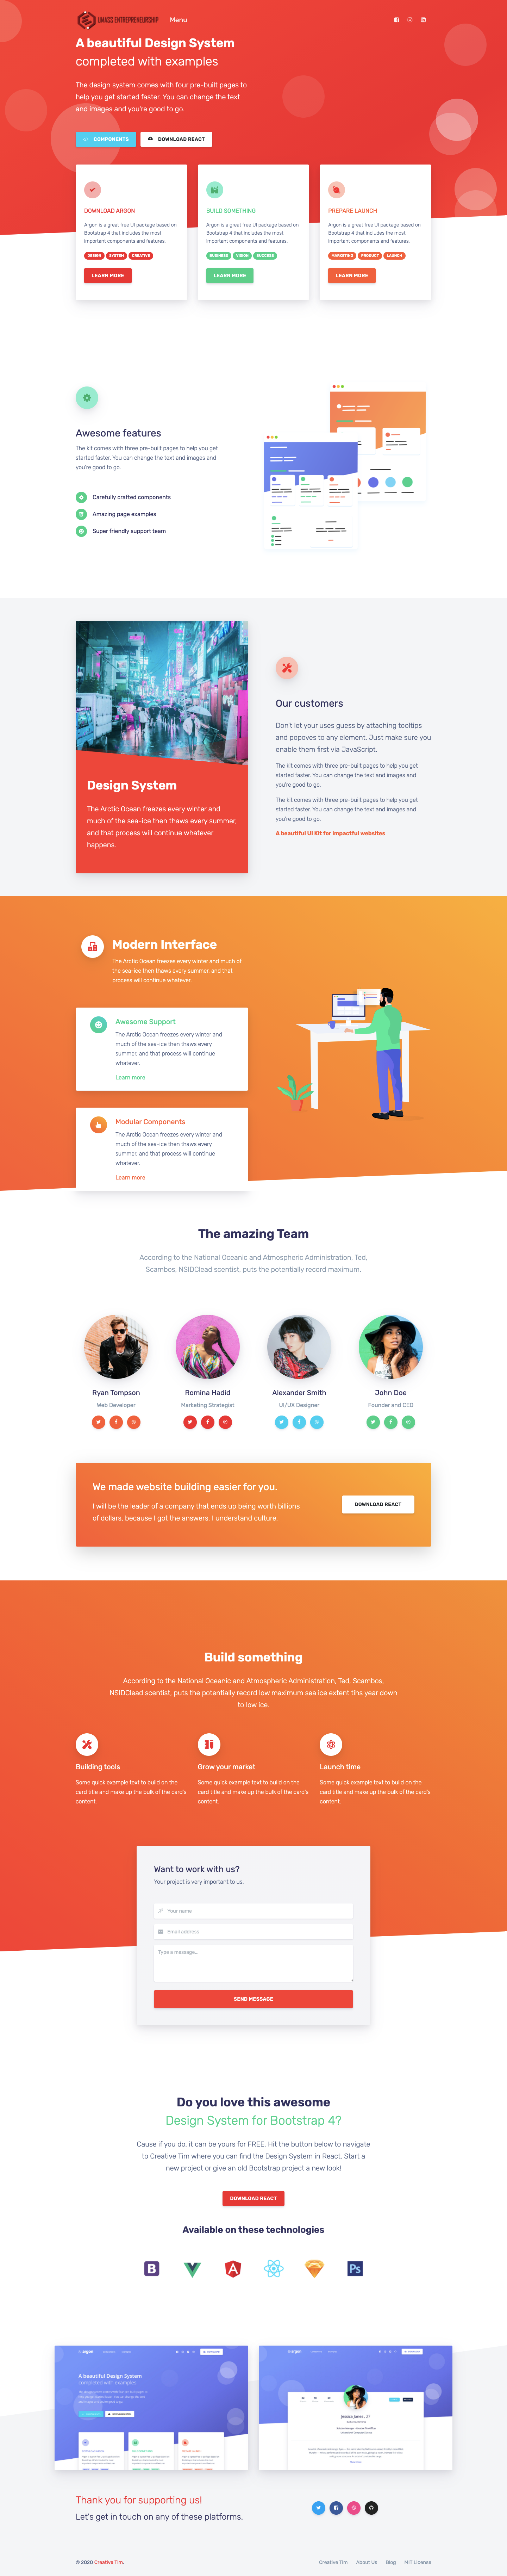 UMASS ENTREPRENEURSHIP
Menu
A beautiful Design System
completed with examples
The design system comes with four pre-built pages to
help you get started faster. You can change the text
and images and you're good to go.
COMPONENTS
DOWNLOAD REACT
DOWNLOAD ARGON
Argon is a great free UI package based on
Bootstrap 4 that includes the most
important components and features.
DESIGN SYSTEM CREATIVE
LEARN MORE
BUILD SOMETHING
Argon is a great free UI package based on
Bootstrap 4 that includes the most
important components and features.
BUSINESS VISION SUCCESS
LEARN MORE
PREPARE LAUNCH
Argon is a great free UI package based on
Bootstrap 4 that includes the most
important components and features.
MARKETING PRODUCT LAUNCH
LEARN MORE
Awesome features
The kit comes with three pre-built pages to help you get
started faster. You can change the text and images and
you're good to go.
Carefully crafted components
Amazing page examples
Super friendly support team
Design System
The Arctic Ocean freezes every winter and
much of the sea-ice then thaws every summer,
and that process will continue whatever
happens.
Our customers
Don't let your uses guess by attaching tooltips
and popoves to any element. Just make sure you
enable them first via JavaScript.
The kit comes with three pre-built pages to help you get
started faster. You can change the text and images and
you're good to go.
The kit comes with three pre-built pages to help you get
started faster. You can change the text and images and
you're good to go.
A beautiful UI Kit for impactful websites
Modern Interface
The Arctic Ocean freezes every winter and much of
the sea-ice then thaws every summer, and that
process will continue whatever.
Awesome Support
The Arctic Ocean freezes every winter and
much of the sea-ice then thaws every
summer, and that process will continue
whatever.
Learn more
Modular Components
The Arctic Ocean freezes every winter and
much of the sea-ice then thaws every
summer, and that process will continue
whatever.
Learn more
The amazing Team
According to the National Oceanic and Atmospheric Administration, Ted,
Scambos, NSIDClead scentist, puts the potentially record maximum.
Ryan Tompson
Web Developer
Romina Hadid
Marketing Strategist
Alexander Smith
UI/UX Designer
John Doe
Founder and CEO
We made website building easier for you.
I will be the leader of a company that ends up being worth billions
of dollars, because I got the answers. I understand culture.
DOWNLOAD REACT
Build something
According to the National Oceanic and Atmospheric Administration, Ted, Scambos,
NSIDClead scentist, puts the potentially record low maximum sea ice extent tihs year down
to low ice.
Building tools
Some quick example text to build on the
card title and make up the bulk of the card's
content.
Grow your market
Some quick example text to build on the
card title and make up the bulk of the card's
content.
Launch time
Some quick example text to build on the
card title and make up the bulk of the card's
content.
Want to work with us?
Your project is very important to us.
Your name
Email address
Type a message...
SEND MESSAGE
Do you love this awesome
Design System for Bootstrap 4?
Cause if you do, it can be yours for FREE. Hit the button below to navigate
to Creative Tim where you can find the Design System in React. Start a
new project or give an old Bootstrap project a new look!
DOWNLOAD REACT
Available on these technologies
B
Ps
argon
A beautiful Design System
completed with examples
argon
Jessica Jones, 27
Thank you for supporting us!
Let's get in touch on any of these platforms.
© 2020 Creative Tim.
Creative Tim
About Us
Blog
MIT License